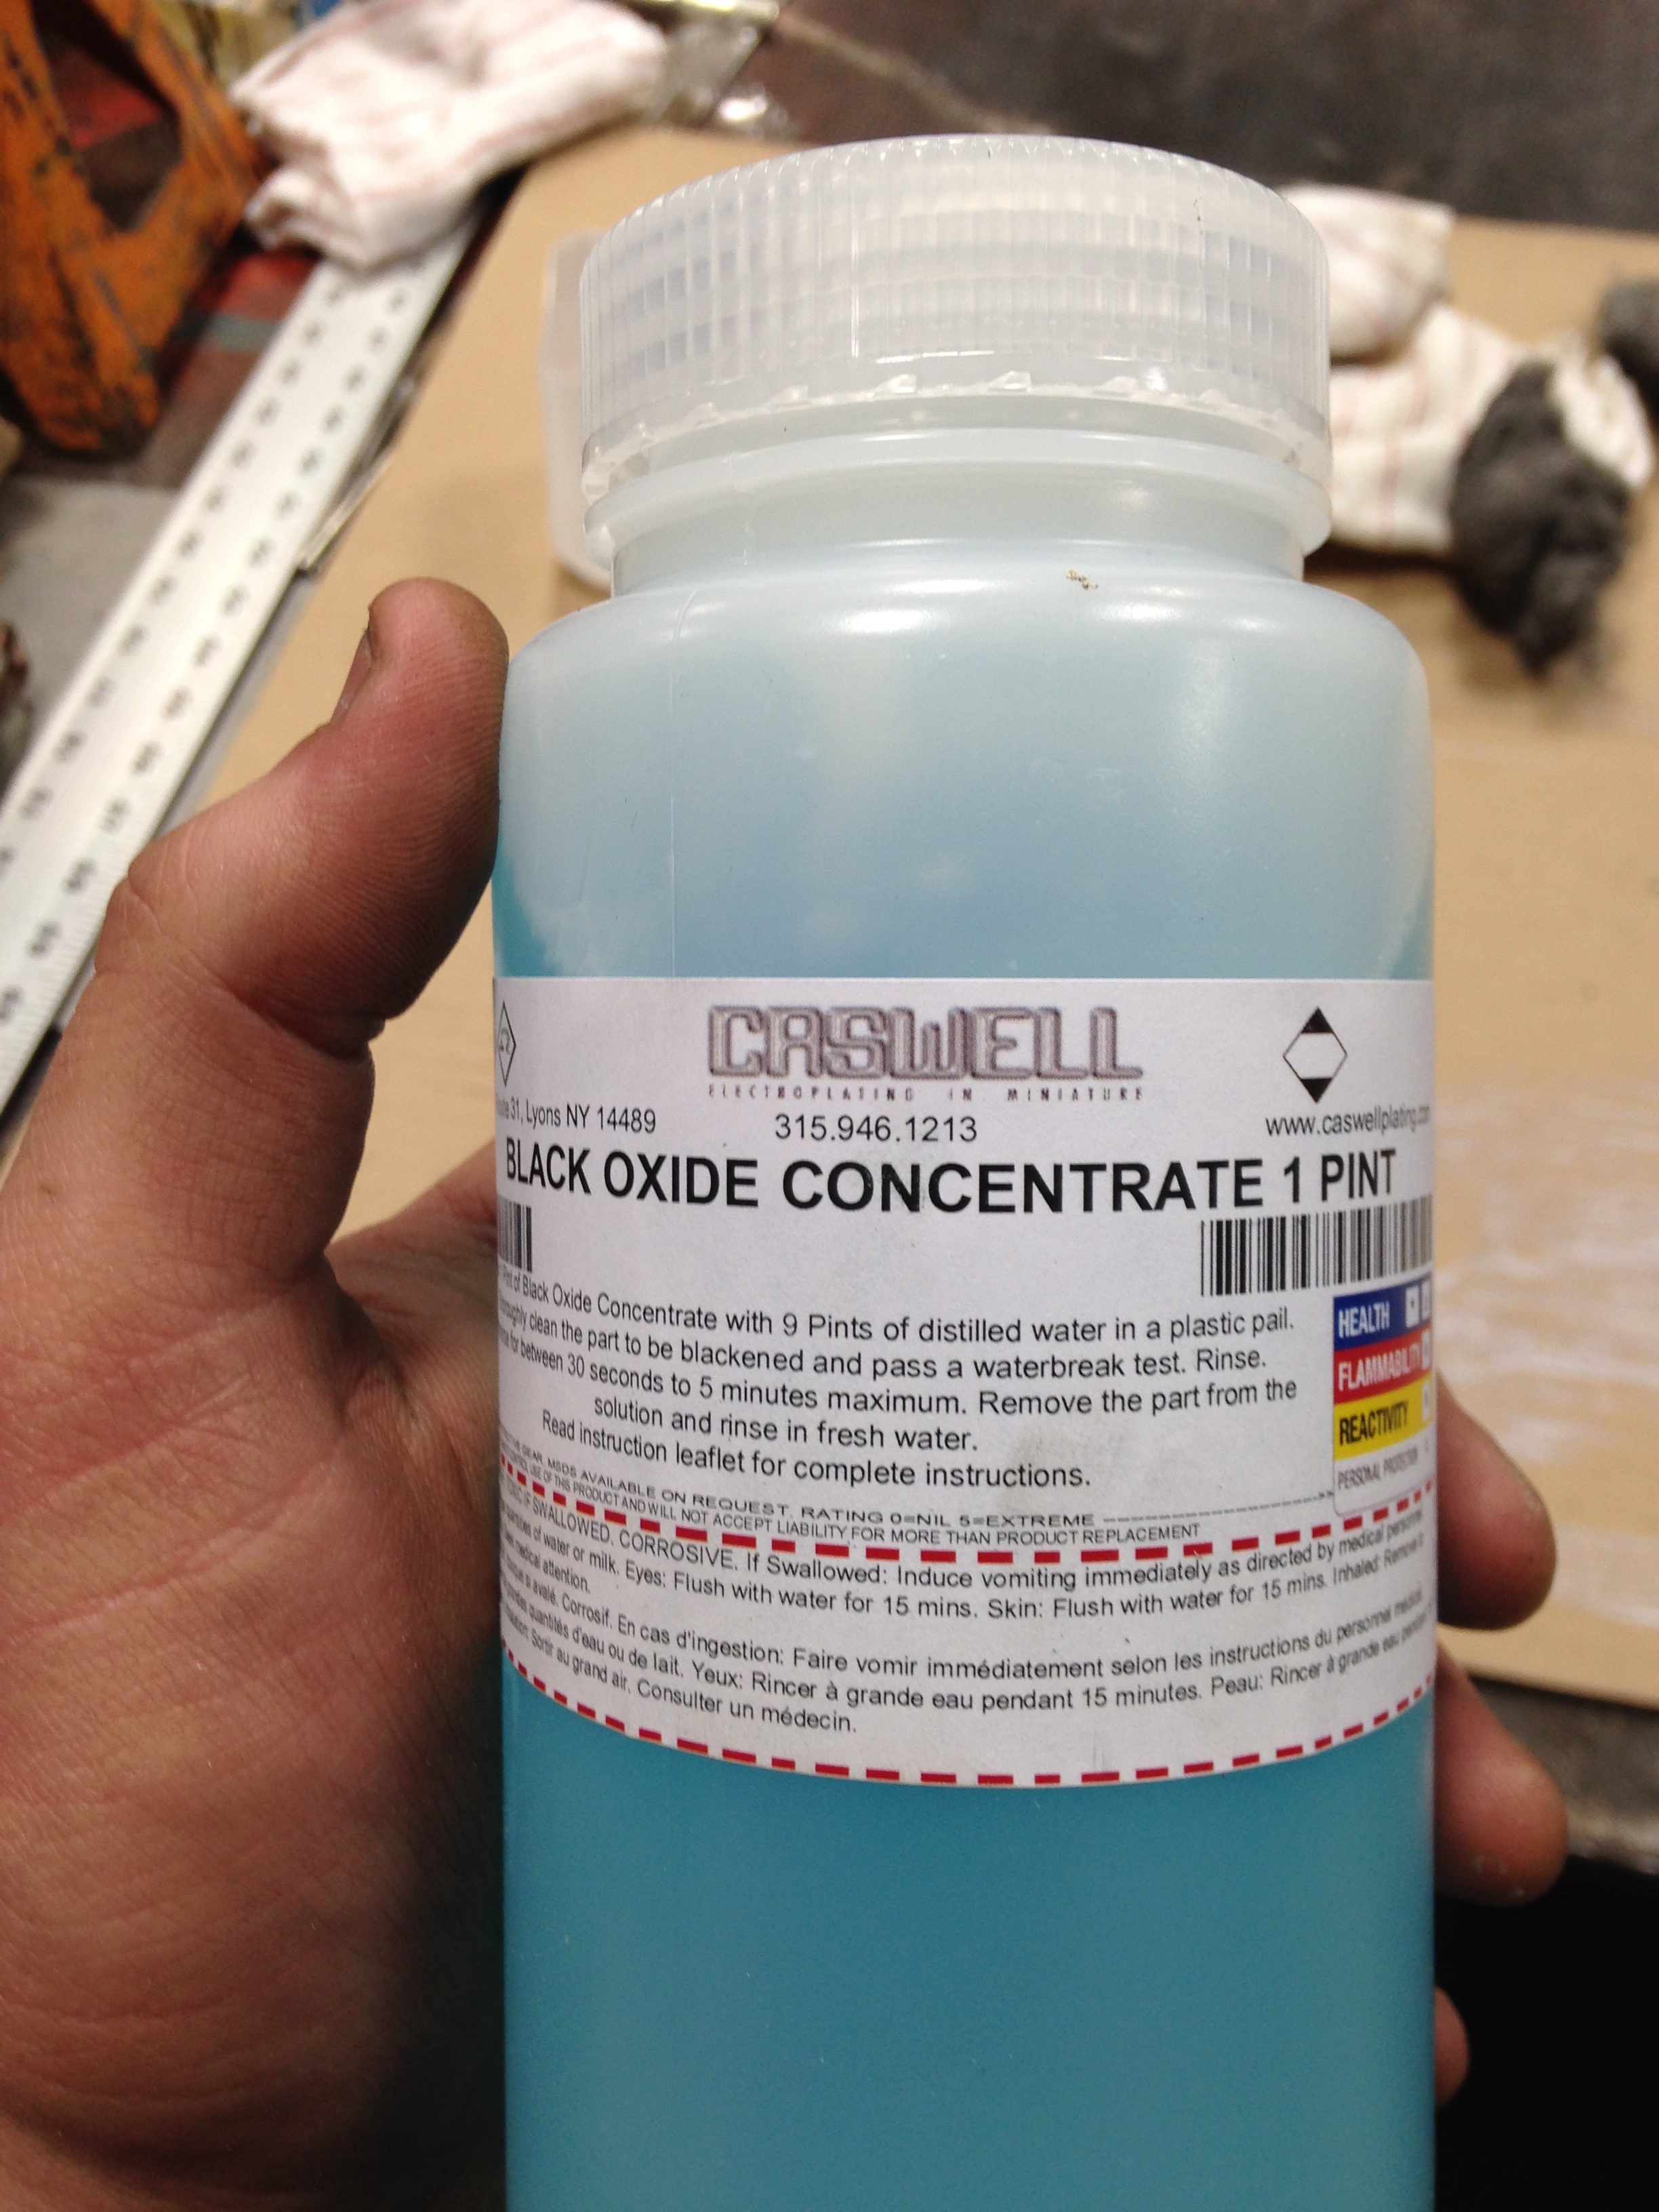 CASWELL
ELECTROPLATING IN MINIATURE
31, Lyons NY 14489
315.946.1213
www.caswellplating.
BLACK OXIDE CONCENTRATE 1 PINT
of Black Oxide Concentrate with 9 Pints of distilled water in a plastic pail.
clean the part to be blackened and pass a waterbreak test. Rinse.
for between 30 seconds to 5 minutes maximum. Remove the part from the
solution and rinse in fresh water.
Read instruction leaflet for complete instructions.
HEALTH
FLAMMABILITY
REACTIVITY
PERSONAL PROTECTION
GEAR. MSDS AVAILABLE ON REQUEST. RATING 0=NIL 5=EXTREME
USE OF THIS PRODUCT AND WILL NOT ACCEPT LIABILITY FOR MORE THAN PRODUCT REPLACEMENT
IF SWALLOWED. CORROSIVE. If Swallowed: Induce vomiting immediately as directed by medical personnel
of water or milk. Eyes: Flush with water for 15 mins. Skin: Flush with water for 15 mins. Inhaled: Remove
medical attention.
si avalé. Corrosif. En cas d'ingestion: Faire vomir immédiatement selon les instructions du personnel médical
quantités d'eau ou de lait. Yeux: Rincer à grande eau pendant 15 minutes. Peau: Rincer à grande eau
Sortir au grand air. Consulter un médecin.